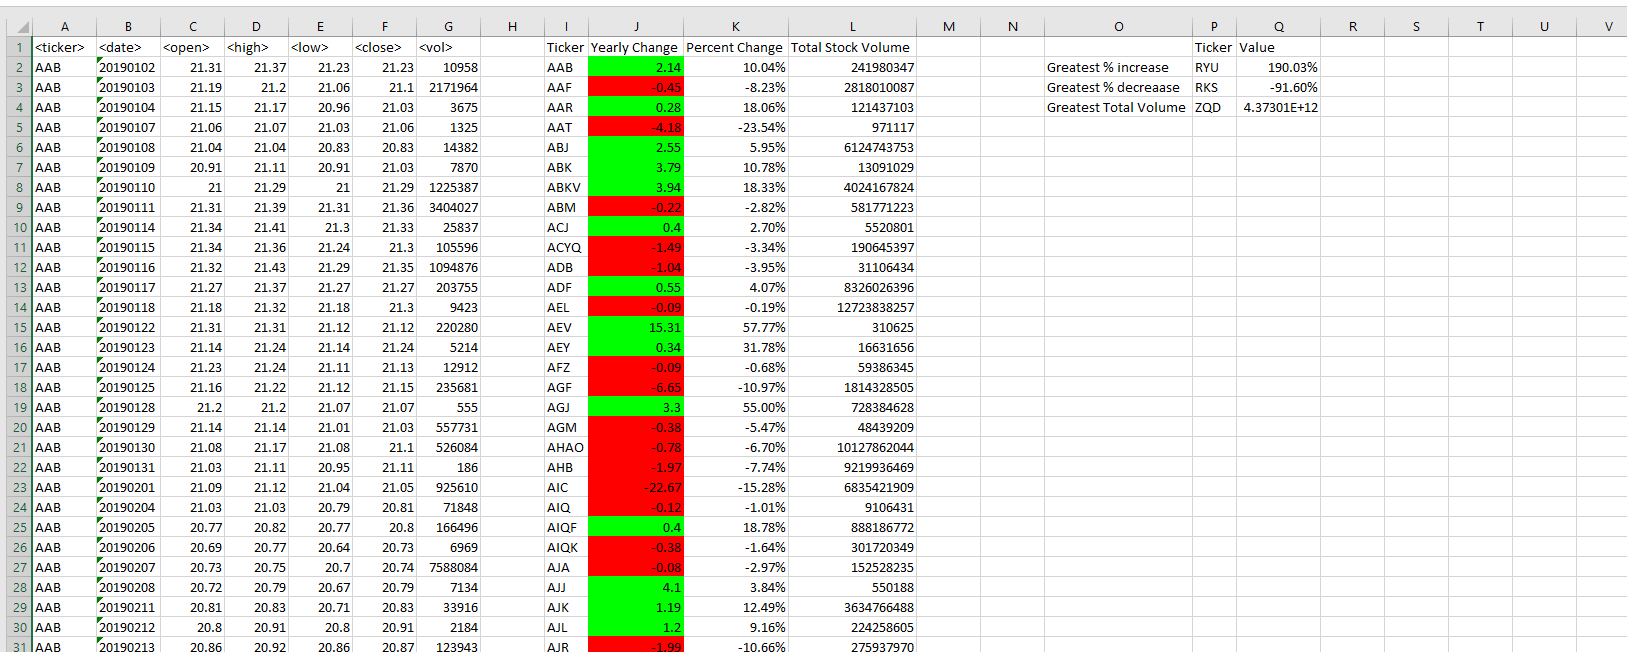 A B C D E F G H I J K L M N O P Q R S T U V
1 <ticker> <date> <open> <high> <low> <close> <vol> Ticker Yearly Change Percent Change Total Stock Volume Ticker Value
2 AAB 20190102 21.31 21.37 21.23 21.23 10958 AAB 2.14 10.04% 241980347 Greatest % increase RYU 190.03%
3 AAB 20190103 21.19 21.2 21.06 21.1 2171964 AAF -0.45 -8.23% 2818010087 Greatest % decreaase RKS -91.60%
4 AAB 20190104 21.15 21.17 20.96 21.03 3675 AAR 0.28 18.06% 121437103 Greatest Total Volume ZQD 4.37301E+12
5 AAB 20190107 21.06 21.07 21.03 21.06 1325 AAT -4.18 -23.54% 971117
6 AAB 20190108 21.04 21.04 20.83 20.83 14382 ABJ 2.55 5.95% 6124743753
7 AAB 20190109 20.91 21.11 20.91 21.03 7870 ABK 3.79 10.78% 13091029
8 AAB 20190110 21 21.29 21 21.29 1225387 ABKV 3.94 18.33% 4024167824
9 AAB 20190111 21.31 21.39 21.31 21.36 3404027 ABM -0.22 -2.82% 581771223
10 AAB 20190114 21.34 21.41 21.3 21.33 25837 ACJ 0.4 2.70% 5520801
11 AAB 20190115 21.34 21.36 21.24 21.3 105596 ACYQ -1.49 -3.34% 190645397
12 AAB 20190116 21.32 21.43 21.29 21.35 1094876 ADB -1.04 -3.95% 31106434
13 AAB 20190117 21.27 21.37 21.27 21.27 203755 ADF 0.55 4.07% 8326026396
14 AAB 20190118 21.18 21.32 21.18 21.3 9423 AEL -0.09 -0.19% 12723838257
15 AAB 20190122 21.31 21.31 21.12 21.12 220280 AEV 15.31 57.77% 310625
16 AAB 20190123 21.14 21.24 21.14 21.24 5214 AEY 0.34 31.78% 16631656
17 AAB 20190124 21.23 21.24 21.11 21.13 12912 AFZ -0.09 -0.68% 59386345
18 AAB 20190125 21.16 21.22 21.12 21.15 235681 AGF -6.65 -10.97% 1814328505
19 AAB 20190128 21.2 21.2 21.07 21.07 555 AGJ 3.3 55.00% 728384628
20 AAB 20190129 21.14 21.14 21.01 21.03 557731 AGM -0.38 -5.47% 48439209
21 AAB 20190130 21.08 21.17 21.08 21.1 526084 AHAO -0.78 -6.70% 10127862044
22 AAB 20190131 21.03 21.11 20.95 21.11 186 AHB -1.97 -7.74% 9219936469
23 AAB 20190201 21.09 21.12 21.04 21.05 925610 AIC -22.67 -15.28% 6835421909
24 AAB 20190204 21.03 21.03 20.79 20.81 71848 AIQ -0.12 -1.01% 9106431
25 AAB 20190205 20.77 20.82 20.77 20.8 166496 AIQF 0.4 18.78% 888186772
26 AAB 20190206 20.69 20.77 20.64 20.73 6969 AIQK -0.38 -1.64% 301720349
27 AAB 20190207 20.73 20.75 20.7 20.74 7588084 AJA -0.08 -2.97% 152528235
28 AAB 20190208 20.72 20.79 20.67 20.79 7134 AJJ 4.1 3.84% 550188
29 AAB 20190211 20.81 20.83 20.71 20.83 33916 AJK 1.19 12.49% 3634766488
30 AAB 20190212 20.8 20.91 20.8 20.91 2184 AJL 1.2 9.16% 224258605
31 AAB 20190213 20.86 20.92 20.86 20.87 123943 AJR -1.99 -10.66% 275937970